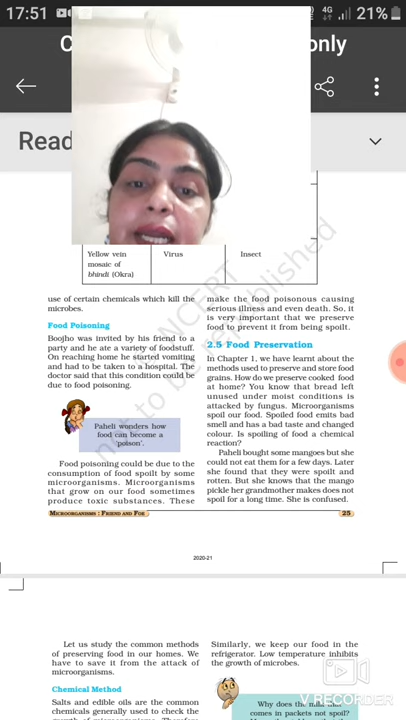 17:51
4G
21%
C
only
Read
Yellow vein
mosaic of
bhindi (Okra)
Virus
Insect
use of certain chemicals which kill the
microbes.
Food Poisoning
Boojho was invited by his friend to a
party and he ate a variety of foodstuff.
On reaching home he started vomiting
and had to be taken to a hospital. The
doctor said that this condition could be
due to food poisoning.
Paheli wonders how
food can become a
‘poison’.
Food poisoning could be due to the
consumption of food spoilt by some
microorganisms. Microorganisms
that grow on our food sometimes
produce toxic substances. These
make the food poisonous causing
serious illness and even death. So, it
is very important that we preserve
food to prevent it from being spoilt.
2.5 Food Preservation
In Chapter 1, we have learnt about the
methods used to preserve and store food
grains. How do we preserve cooked food
at home? You know that bread left
unused under moist conditions is
attacked by fungus. Microorganisms
spoil our food. Spoiled food emits bad
smell and has a bad taste and changed
colour. Is spoiling of food a chemical
reaction?
Paheli bought some mangoes but she
could not eat them for a few days. Later
she found that they were spoilt and
rotten. But she knows that the mango
pickle her grandmother makes does not
spoil for a long time. She is confused.
MICROORGANISMS : FRIEND AND FOE
25
2020-21
Let us study the common methods
of preserving food in our homes. We
have to save it from the attack of
microorganisms.
Chemical Method
Salts and edible oils are the common
chemicals generally used to check the
Similarly, we keep our food in the
refrigerator. Low temperature inhibits
the growth of microbes.
Why does the milk that
comes in packets not spoil?